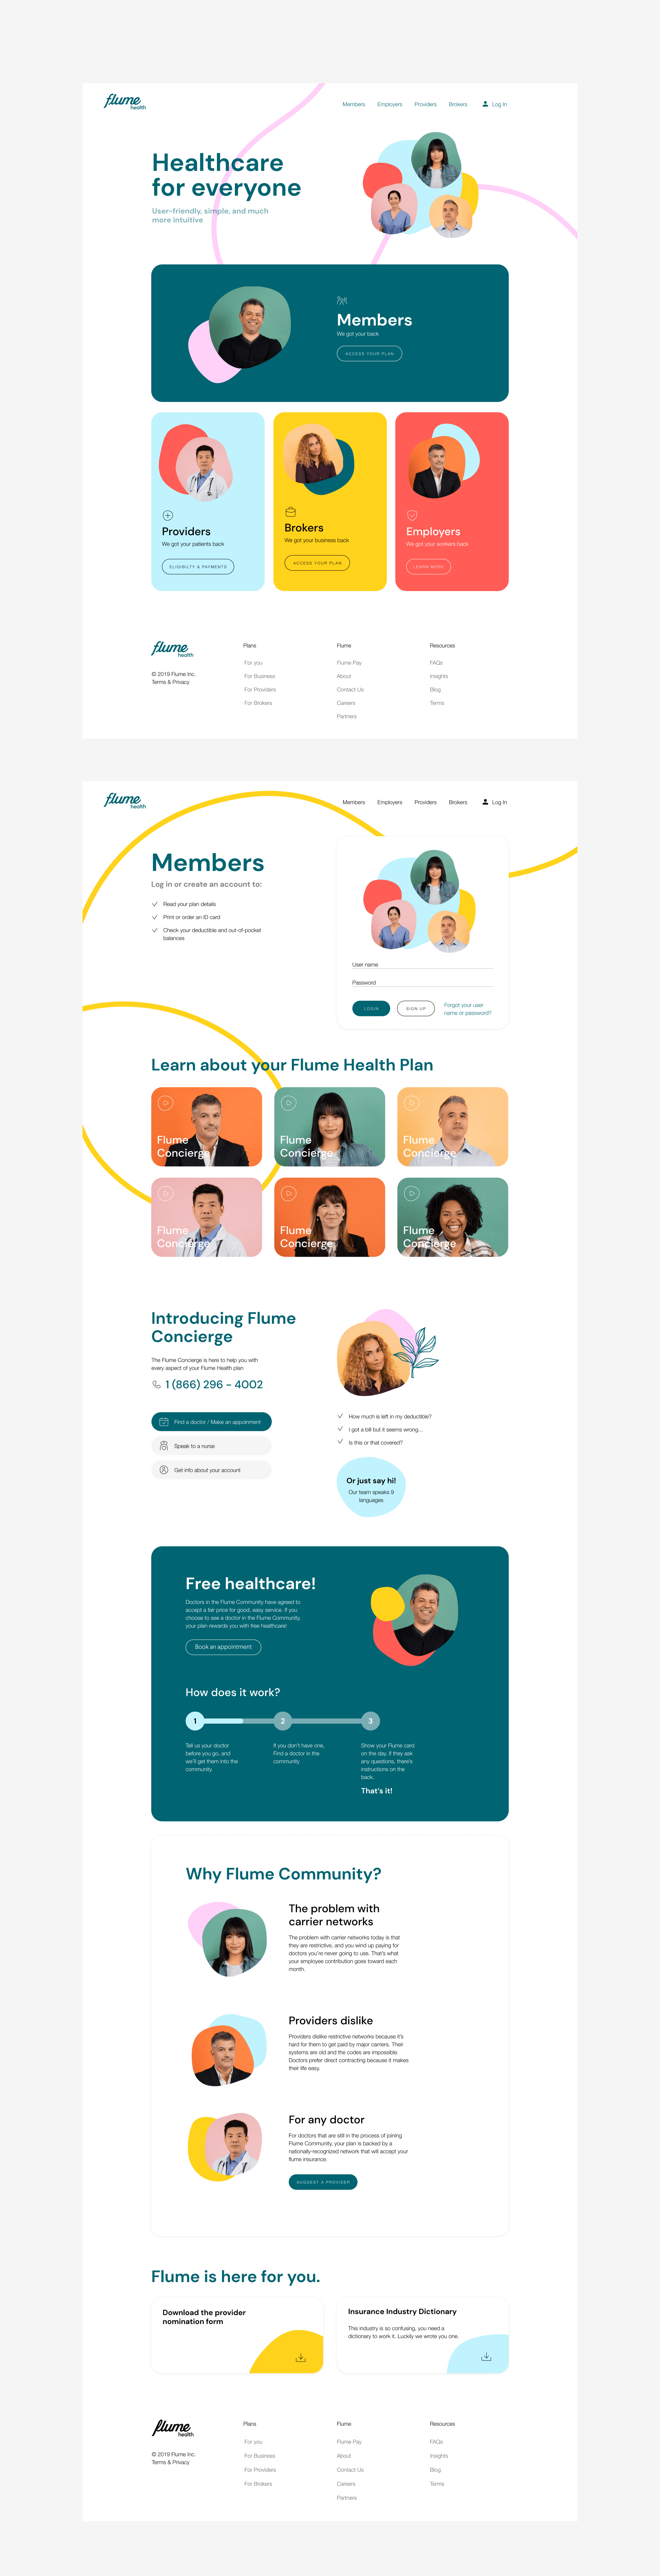 flume
health
Members Employers Providers Brokers Log In
Healthcare
for everyone
User-friendly, simple, and much
more intuitive
Members
We got your back
ACCESS YOUR PLAN
Providers
We got your patients back
ELIGIBILTY & PAYMENTS
Brokers
We got your business back
ACCESS YOUR PLAN
Employers
We got your workers back
LEARN MORE
flume
health
© 2019 Flume Inc.
Terms & Privacy
Plans
For you
For Business
For Providers
For Brokers
Flume
Flume Pay
About
Contact Us
Careers
Partners
Resources
FAQs
Insights
Blog
Terms
flume
health
Members Employers Providers Brokers Log In
Members
Log in or create an account to:
Read your plan details
Print or order an ID card
Check your deductible and out-of-pocket
balances
User name
Password
LOGIN
SIGN UP
Forgot your user
name or password?
Learn about your Flume Health Plan
Flume
Concierge
Flume
Concierge
Flume
Concierge
Flume
Concierge
Flume
Concierge
Flume
Concierge
Introducing Flume
Concierge
The Flume Concierge is here to help you with
every aspect of your Flume Health plan
1 (866) 296 - 4002
Find a doctor / Make an appoinment
Speak to a nurse
Get info about your account
How much is left in my deductible?
I got a bill but it seems wrong...
Is this or that covered?
Or just say hi!
Our team speaks 9
languages
Free healthcare!
Doctors in the Flume Community have agreed to
accept a fair price for good, easy service. If you
choose to see a doctor in the Flume Community,
your plan rewards you with free healthcare!
Book an appointment
How does it work?
1
2
3
Tell us your doctor
before you go, and
we'll get them into the
community.
If you don't have one,
Find a doctor in the
community
Show your Flume card
on the day. If they ask
any questions, there's
instructions on the
back.
That's it!
Why Flume Community?
The problem with
carrier networks
The problem with carrier networks today is that
they are restrictive, and you wind up paying for
doctors you're never going to use. That's what
your employee contribution goes toward each
month.
Providers dislike
Providers dislike restrictive networks because it's
hard for them to get paid by major carriers. Their
systems are old and the codes are impossible.
Doctors prefer direct contracting because it makes
their life easy.
For any doctor
For doctors that are still in the process of joining
Flume Community, your plan is backed by a
nationally-recognized network that will accept your
flume insurance.
SUGGEST A PROVIDER
Flume is here for you.
Download the provider
nomination form
Insurance Industry Dictionary
This industry is so confusing, you need a
dictionary to work it. Luckily we wrote you one.
flume
health
© 2019 Flume Inc.
Terms & Privacy
Plans
For you
For Business
For Providers
For Brokers
Flume
Flume Pay
About
Contact Us
Careers
Partners
Resources
FAQs
Insights
Blog
Terms